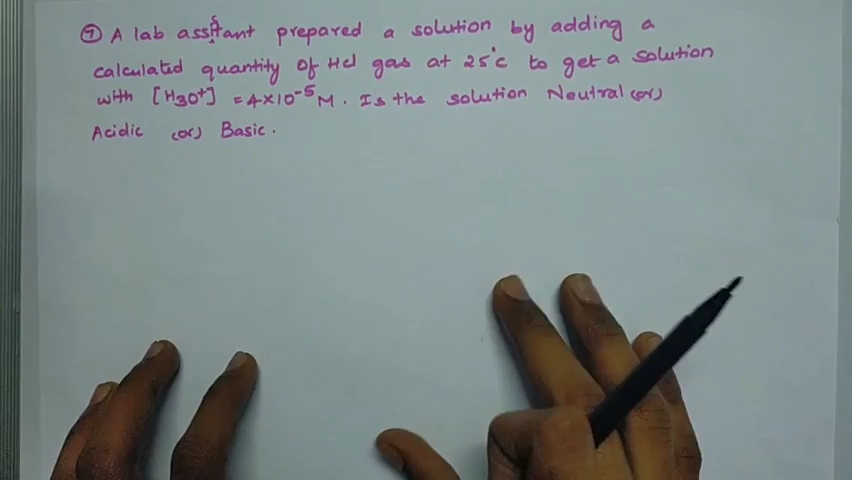 ⑦ A lab assistant prepared a solution by adding a
calculated quantity of HCl gas at 25°C to get a solution
with [H3O+] = 4×10⁻⁵ M. Is the solution Neutral (or)
Acidic (or) Basic.